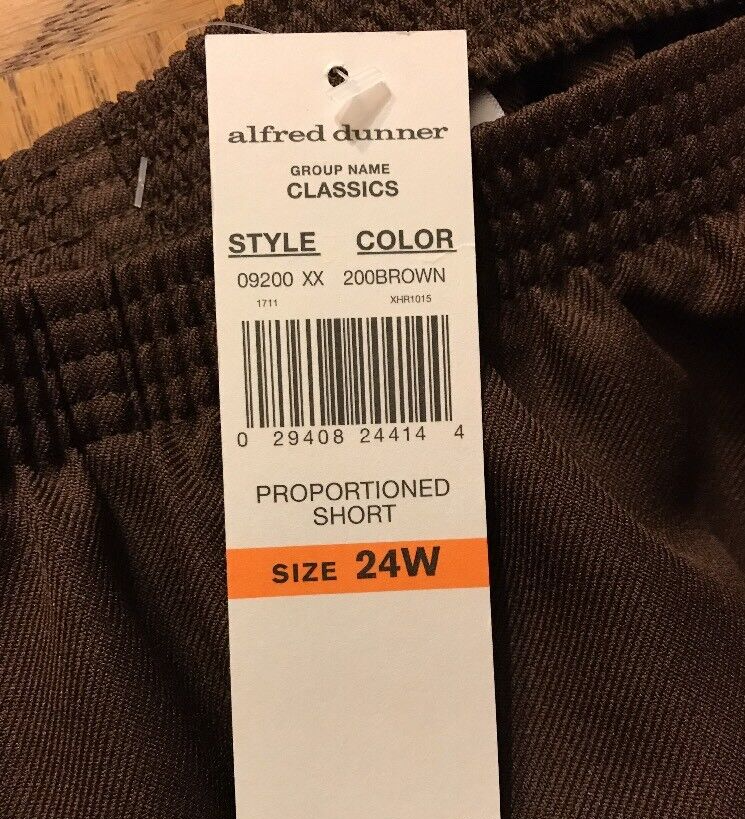 alfred dunner
GROUP NAME
CLASSICS
STYLE COLOR
09200 XX 200BROWN
1711 XHR1015
0 29408 24414 4
PROPORTIONED
SHORT
SIZE 24W